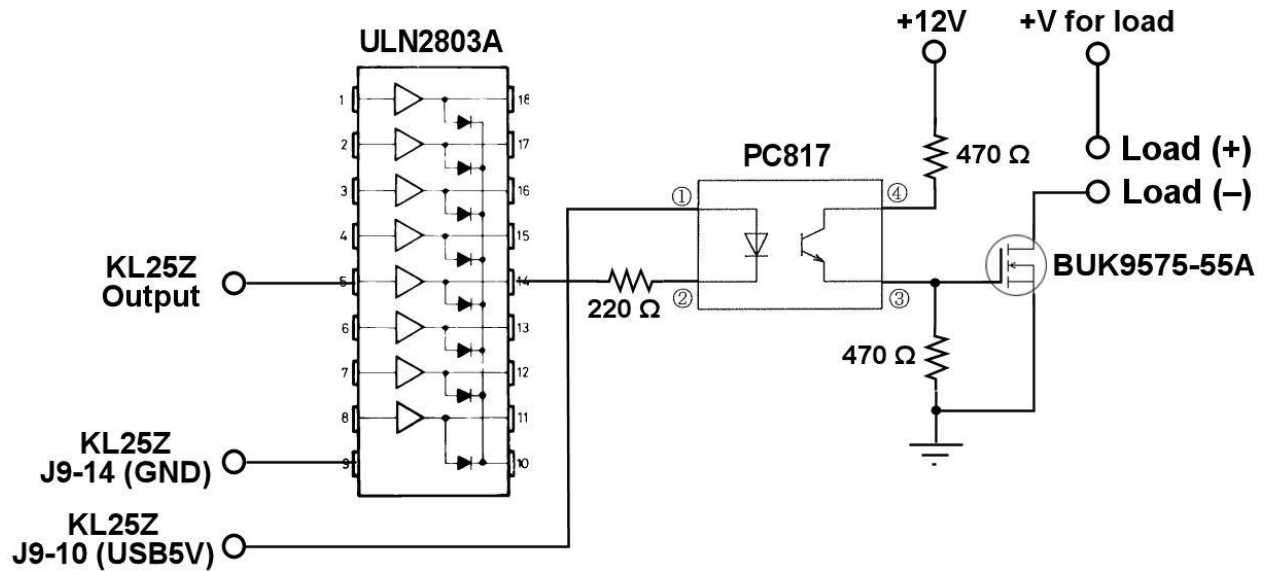 +12V
+V for load
ULN2803A
1
18
2
17
3
16
4
15
5
14
6
13
7
12
8
11
9
10
KL25Z
Output
KL25Z
J9-14 (GND)
KL25Z
J9-10 (USB5V)
220 Ω
PC817
①
②
④
③
470 Ω
470 Ω
Load (+)
Load (–)
BUK9575-55A